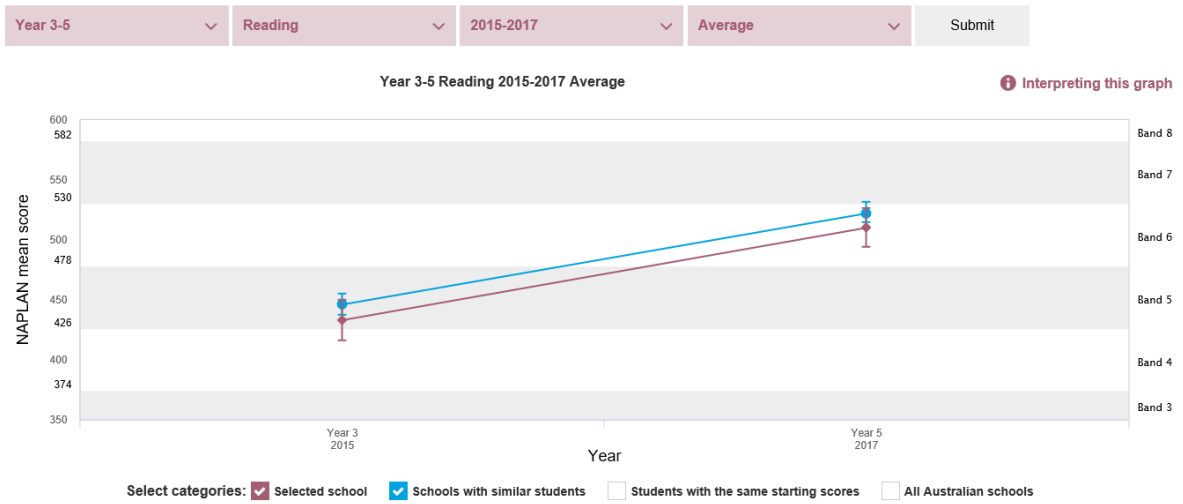 Year 3-5 Reading 2015-2017 Average Submit
Year 3-5 Reading 2015-2017 Average
Interpreting this graph
NAPLAN mean score
600
582
550
530
500
478
450
426
400
374
350
Band 8
Band 7
Band 6
Band 5
Band 4
Band 3
Year 3
2015
Year 5
2017
Year
Select categories: Selected school Schools with similar students Students with the same starting scores All Australian schools